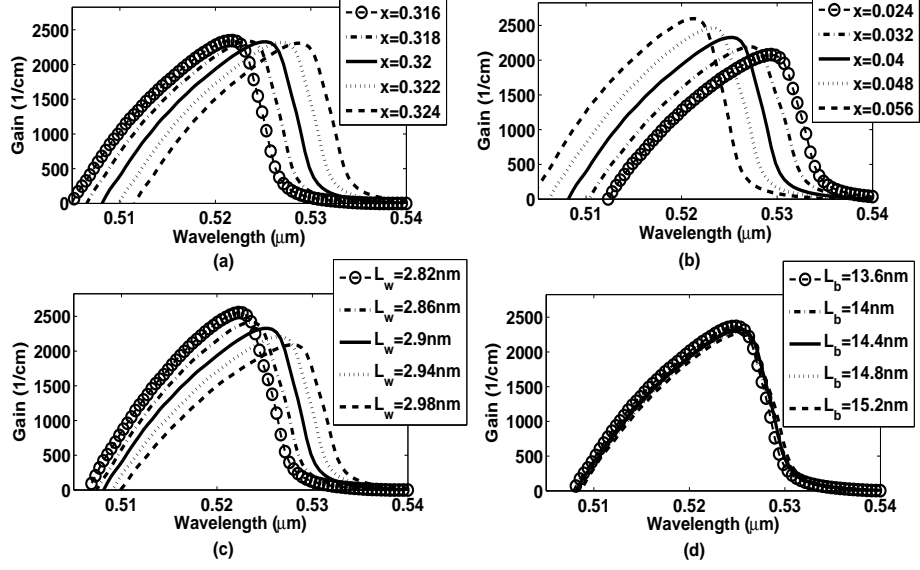 2500
2000
1500
1000
500
0
Gain (1/cm)
0.51
0.52
0.53
0.54
Wavelength (μm)
(a)
x=0.316
x=0.318
x=0.32
x=0.322
x=0.324
2500
2000
1500
1000
500
0
Gain (1/cm)
0.51
0.52
0.53
0.54
Wavelength (μm)
(b)
x=0.024
x=0.032
x=0.04
x=0.048
x=0.056
2500
2000
1500
1000
500
0
Gain (1/cm)
0.51
0.52
0.53
0.54
Wavelength (μm)
(c)
L_w=2.82nm
L_w=2.86nm
L_w=2.9nm
L_w=2.94nm
L_w=2.98nm
2500
2000
1500
1000
500
0
Gain (1/cm)
0.51
0.52
0.53
0.54
Wavelength (μm)
(d)
L_b=13.6nm
L_b=14nm
L_b=14.4nm
L_b=14.8nm
L_b=15.2nm